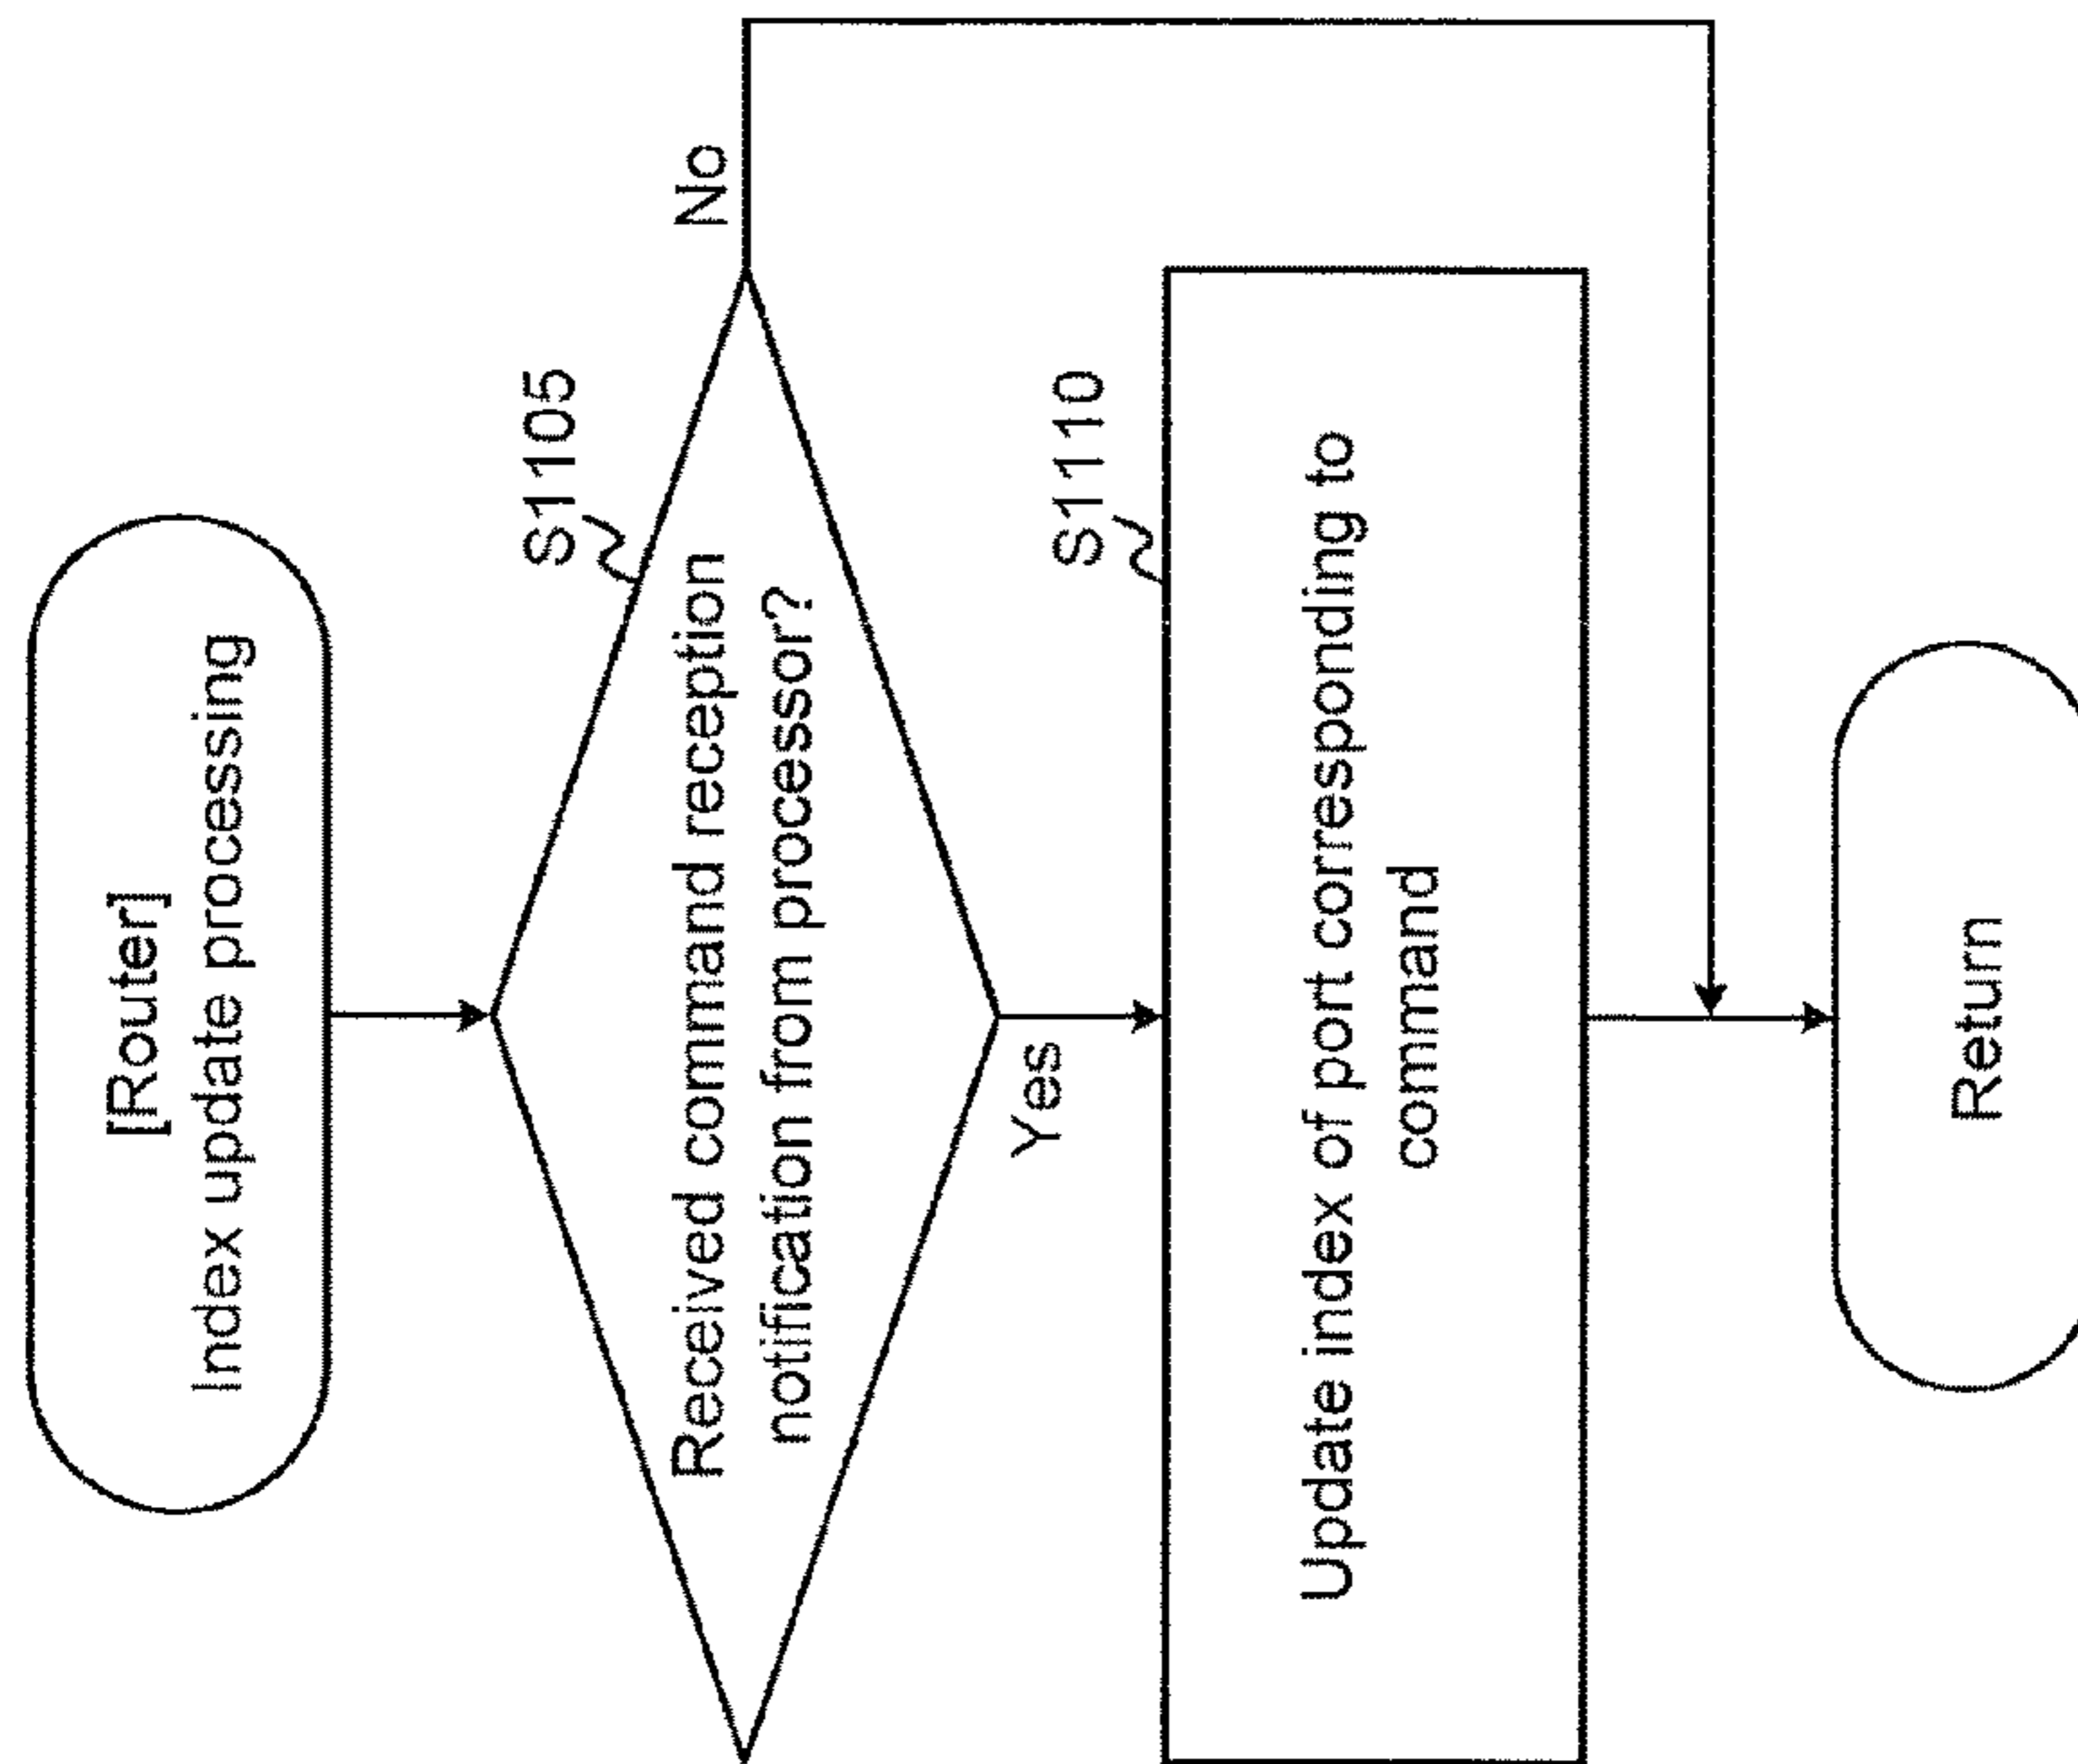 [Router]
Index update processing
S1105
Received command reception
notification from processor?
No
Yes
S1110
Update index of port corresponding to
command
Return